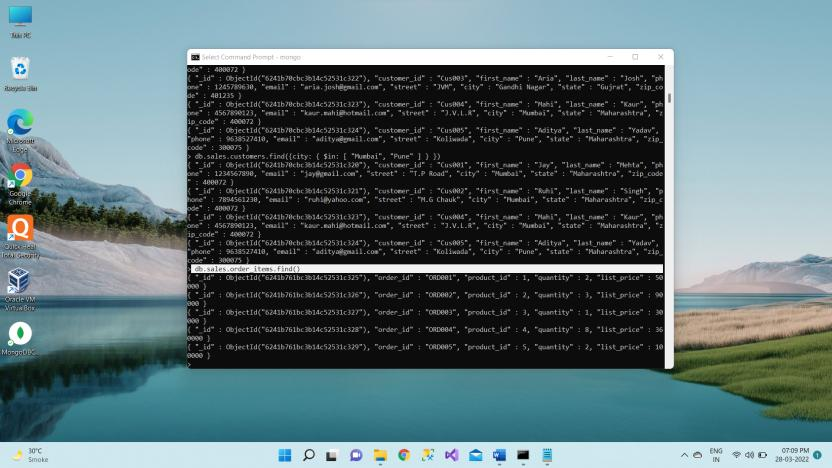 Select Command Prompt - mongo
ode" : 400072 }
{ "_id" : ObjectId("6241b70cbc3b14c52531c322"), "customer_id" : "Cus003", "first_name" : "Aria", "last_name" : "Josh", "ph
one" : 1245789630, "email" : "aria.josh@gmail.com", "street" : "JVM", "city" : "Gandhi Nagar", "state" : "Gujrat", "zip_co
de" : 401235 }
{ "_id" : ObjectId("6241b70cbc3b14c52531c323"), "customer_id" : "Cus004", "first_name" : "Mahi", "last_name" : "Kaur", "ph
one" : 4567890123, "email" : "kaur.mahi@hotmail.com", "street" : "J.V.L.R", "city" : "Mumbai", "state" : "Maharashtra", "z
ip_code" : 400072 }
{ "_id" : ObjectId("6241b70cbc3b14c52531c324"), "customer_id" : "Cus005", "first_name" : "Aditya", "last_name" : "Yadav",
"phone" : 9638527410, "email" : "aditya@gmail.com", "street" : "Koliwada", "city" : "Pune", "state" : "Maharashtra", "zip_
code" : 300075 }
> db.sales.customers.find({city: { $in: [ "Mumbai", "Pune" ] } })
{ "_id" : ObjectId("6241b70cbc3b14c52531c320"), "customer_id" : "Cus001", "first_name" : "Jay", "last_name" : "Mehta", "ph
one" : 1234567890, "email" : "jay@gmail.com", "street" : "T.P Road", "city" : "Mumbai", "state" : "Maharashtra", "zip_code
" : 400072 }
{ "_id" : ObjectId("6241b70cbc3b14c52531c321"), "customer_id" : "Cus002", "first_name" : "Ruhi", "last_name" : "Singh", "p
hone" : 7894561230, "email" : "ruhi@yahoo.com", "street" : "M.G Chauk", "city" : "Mumbai", "state" : "Maharashtra", "zip_c
ode" : 400072 }
{ "_id" : ObjectId("6241b70cbc3b14c52531c323"), "customer_id" : "Cus004", "first_name" : "Mahi", "last_name" : "Kaur", "ph
one" : 4567890123, "email" : "kaur.mahi@hotmail.com", "street" : "J.V.L.R", "city" : "Mumbai", "state" : "Maharashtra", "z
ip_code" : 400072 }
{ "_id" : ObjectId("6241b70cbc3b14c52531c324"), "customer_id" : "Cus005", "first_name" : "Aditya", "last_name" : "Yadav",
"phone" : 9638527410, "email" : "aditya@gmail.com", "street" : "Koliwada", "city" : "Pune", "state" : "Maharashtra", "zip_
code" : 300075 }
db.sales.order_items.find()
{ "_id" : ObjectId("6241b761bc3b14c52531c325"), "order_id" : "ORD001", "product_id" : 1, "quantity" : 2, "list_price" : 50
000 }
{ "_id" : ObjectId("6241b761bc3b14c52531c326"), "order_id" : "ORD002", "product_id" : 2, "quantity" : 3, "list_price" : 90
000 }
{ "_id" : ObjectId("6241b761bc3b14c52531c327"), "order_id" : "ORD003", "product_id" : 3, "quantity" : 1, "list_price" : 30
000 }
{ "_id" : ObjectId("6241b761bc3b14c52531c328"), "order_id" : "ORD004", "product_id" : 4, "quantity" : 8, "list_price" : 36
0000 }
{ "_id" : ObjectId("6241b761bc3b14c52531c329"), "order_id" : "ORD005", "product_id" : 5, "quantity" : 2, "list_price" : 10
0000 }
>
This PC
Recycle Bin
Microsoft
Edge
Google
Chrome
Quick Heal
Total Security
Oracle VM
VirtualBox
MongoDBC...
30°C
Smoke
ENG
IN
07:09 PM
28-03-2022
1